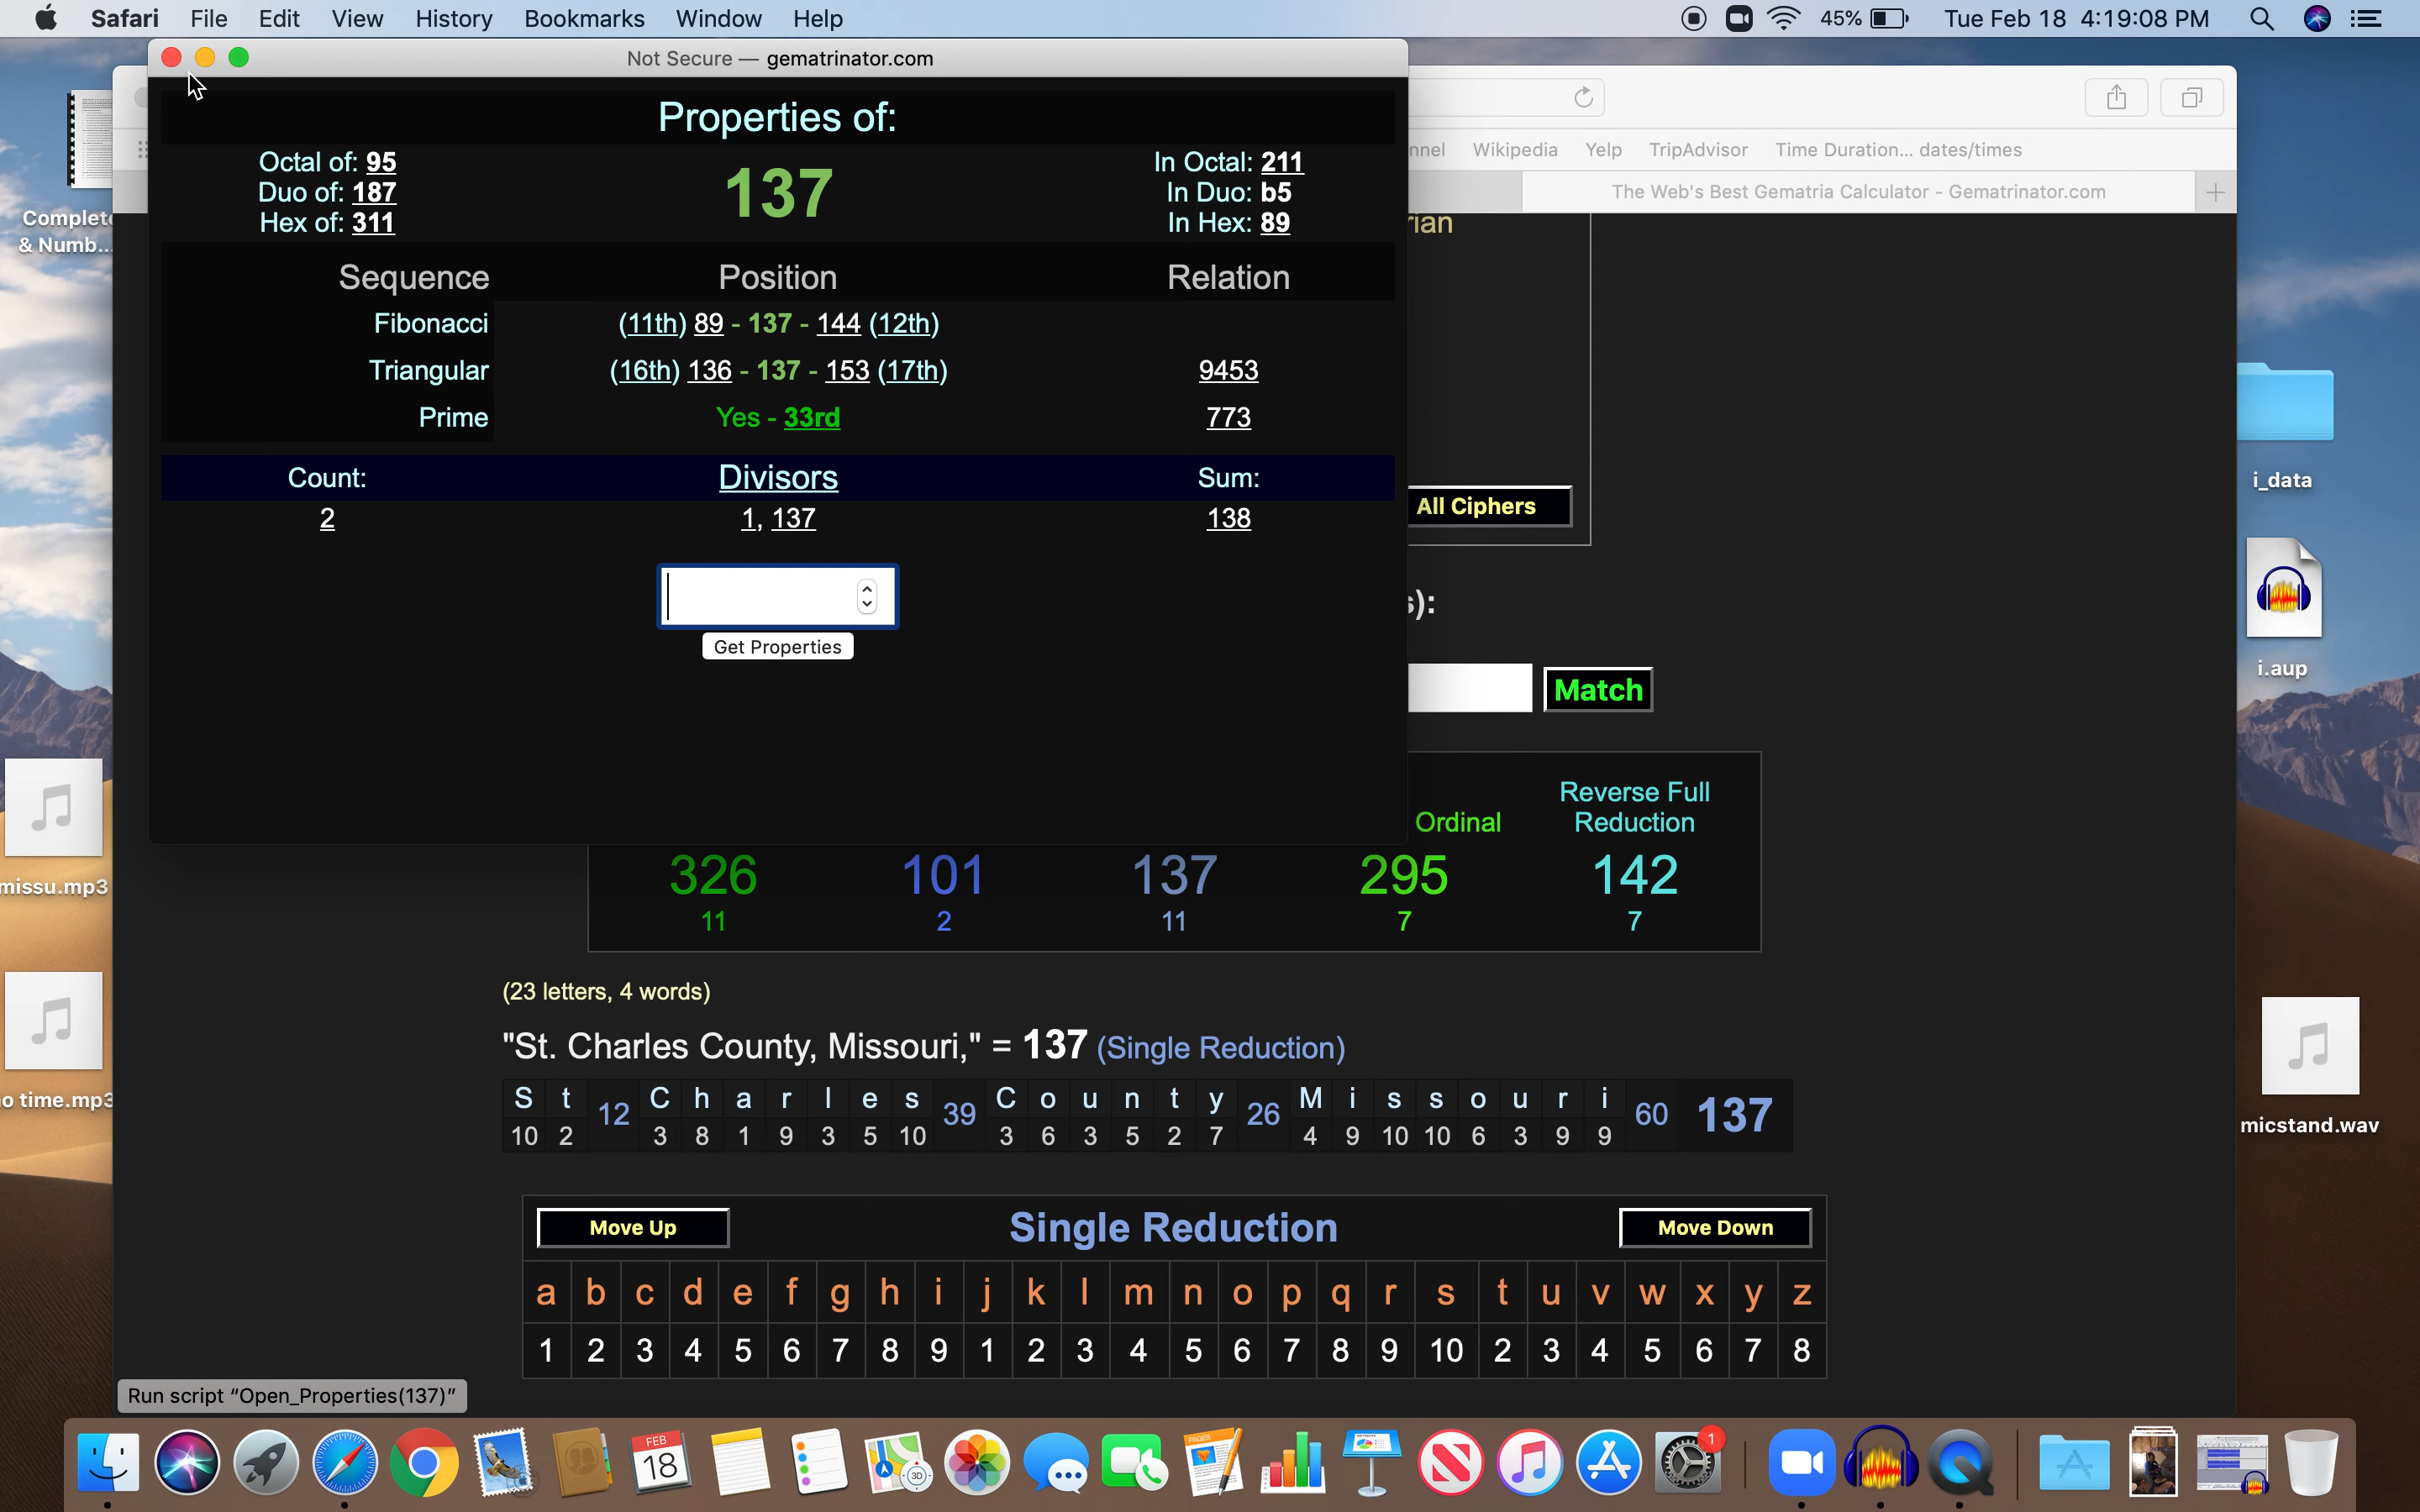 Safari File Edit View History Bookmarks Window Help 45% Tue Feb 18 4:19:08 PM
Not Secure — gematrinator.com
Properties of:
Octal of: 95
Duo of: 187
Hex of: 311
137
In Octal: 211
In Duo: b5
In Hex: 89
Sequence Position Relation
Fibonacci (11th) 89 - 137 - 144 (12th)
Triangular (16th) 136 - 137 - 153 (17th) 9453
Prime Yes - 33rd 773
Count: Divisors Sum:
2 1, 137 138
Get Properties
nnel Wikipedia Yelp TripAdvisor Time Duration... dates/times
The Web's Best Gematria Calculator - Gematrinator.com
rian
All Ciphers
s):
Match
Ordinal
Reverse Full
Reduction
326 101 137 295 142
11 2 11 7 7
(23 letters, 4 words)
"St. Charles County, Missouri," = 137 (Single Reduction)
S t 12 C h a r l e s 39 C o u n t y 26 M i s s o u r i 60 137
10 2 3 8 1 9 3 5 10 3 6 3 5 2 7 4 9 10 10 6 3 9 9
Move Up Single Reduction Move Down
a b c d e f g h i j k l m n o p q r s t u v w x y z
1 2 3 4 5 6 7 8 9 1 2 3 4 5 6 7 8 9 10 2 3 4 5 6 7 8
Run script “Open_Properties(137)”
Complete
& Numb...
missu.mp3
o time.mp3
i_data
i.aup
micstand.wav
FEB
18
3D
PAGES
1